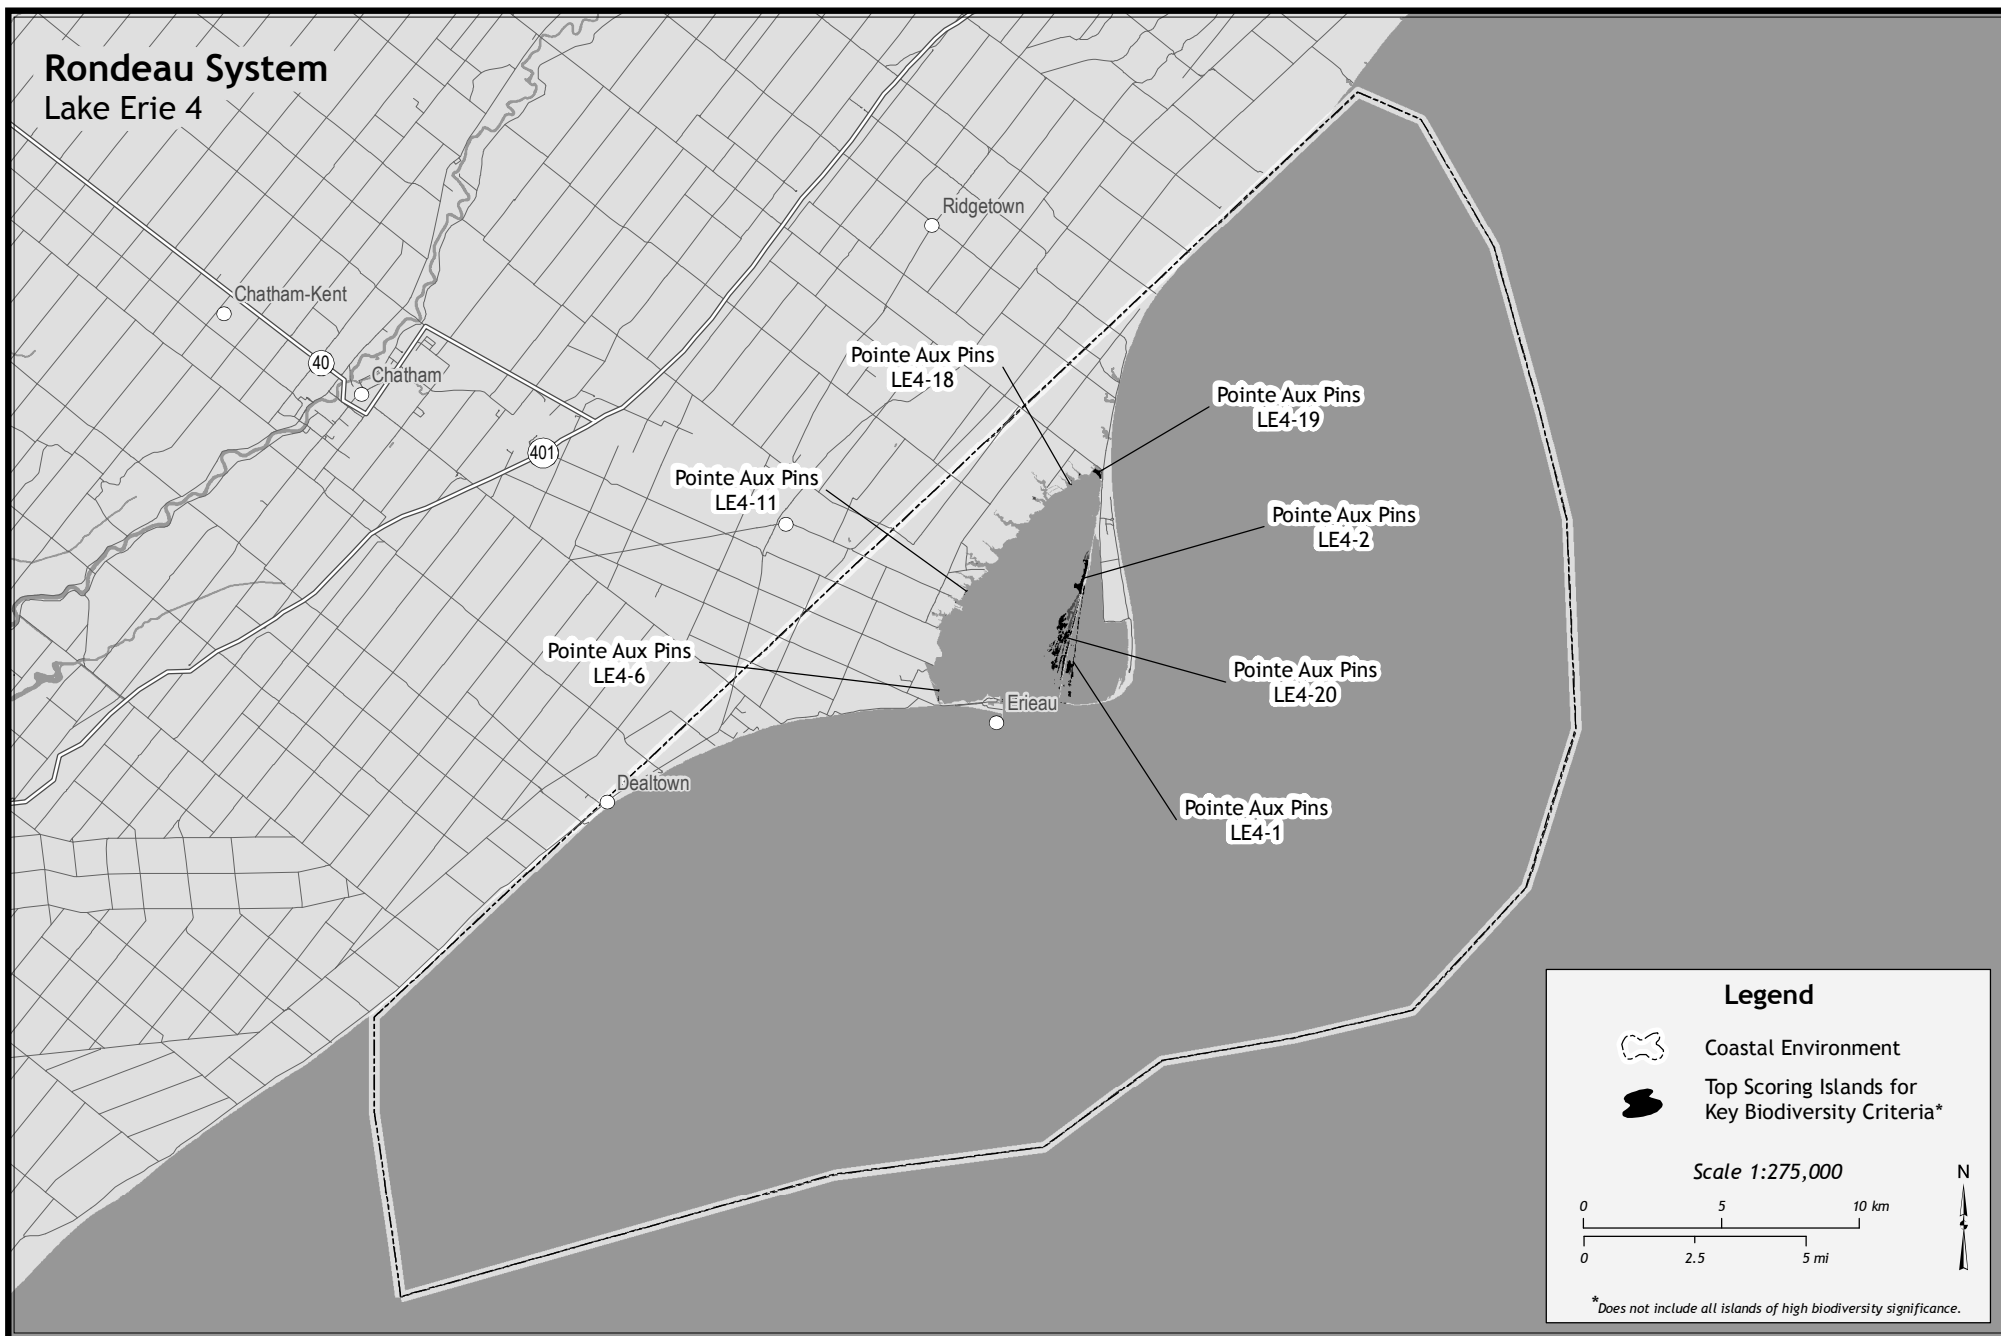 Rondeau System
Lake Erie 4
Ridgetown
Chatham-Kent
40
Chatham
401
Pointe Aux Pins
LE4-18
Pointe Aux Pins
LE4-19
Pointe Aux Pins
LE4-11
Pointe Aux Pins
LE4-2
Pointe Aux Pins
LE4-6
Pointe Aux Pins
LE4-20
Erieau
Dealtown
Pointe Aux Pins
LE4-1
Legend
Coastal Environment
Top Scoring Islands for
Key Biodiversity Criteria*
Scale 1:275,000
N
0 5 10 km
0 2.5 5 mi
*Does not include all islands of high biodiversity significance.